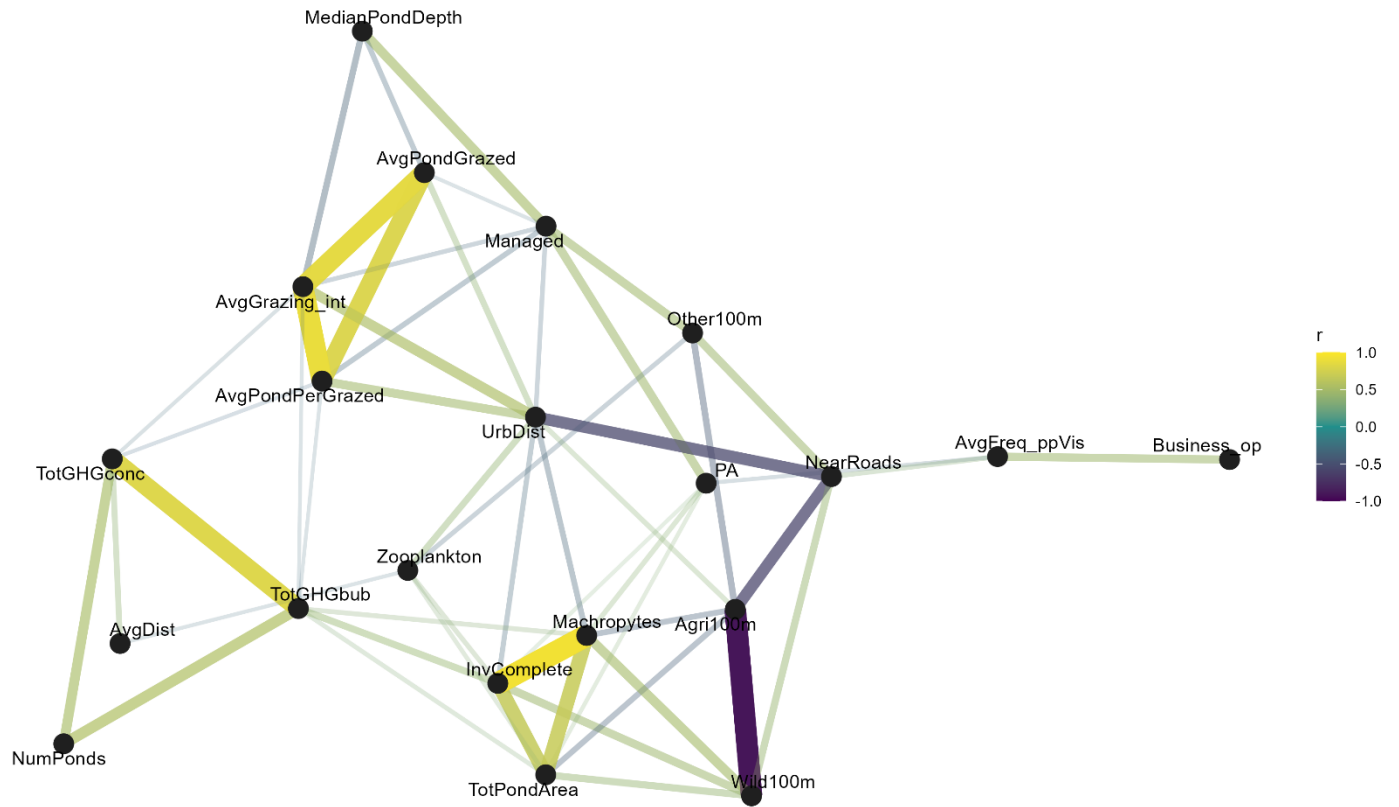 MedianPondDepth
AvgPondGrazed
Managed
AvgGrazing_int
Other100m
r
1.0
0.5
0.0
-0.5
-1.0
AvgPondPerGrazed
UrbDist
AvgFreq_ppVis
Business_op
NearRoads
PA
TotGHGconc
Zooplankton
TotGHGbub
Machropytes
Agri100m
AvgDist
InvComplete
NumPonds
Wild100m
TotPondArea